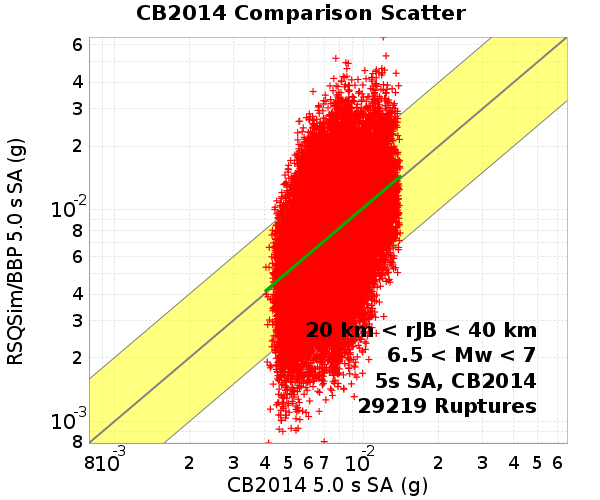 CB2014 Comparison Scatter
RSQSim/BBP 5.0 s SA (g)
6
4
3
2
10⁻²
8
6
4
3
2
10⁻³
8
20 km < rJB < 40 km
6.5 < Mw < 7
5s SA, CB2014
29219 Ruptures
8 10⁻³ 2 3 4 5 6 7 10⁻² 2 3 4 5 6
CB2014 5.0 s SA (g)